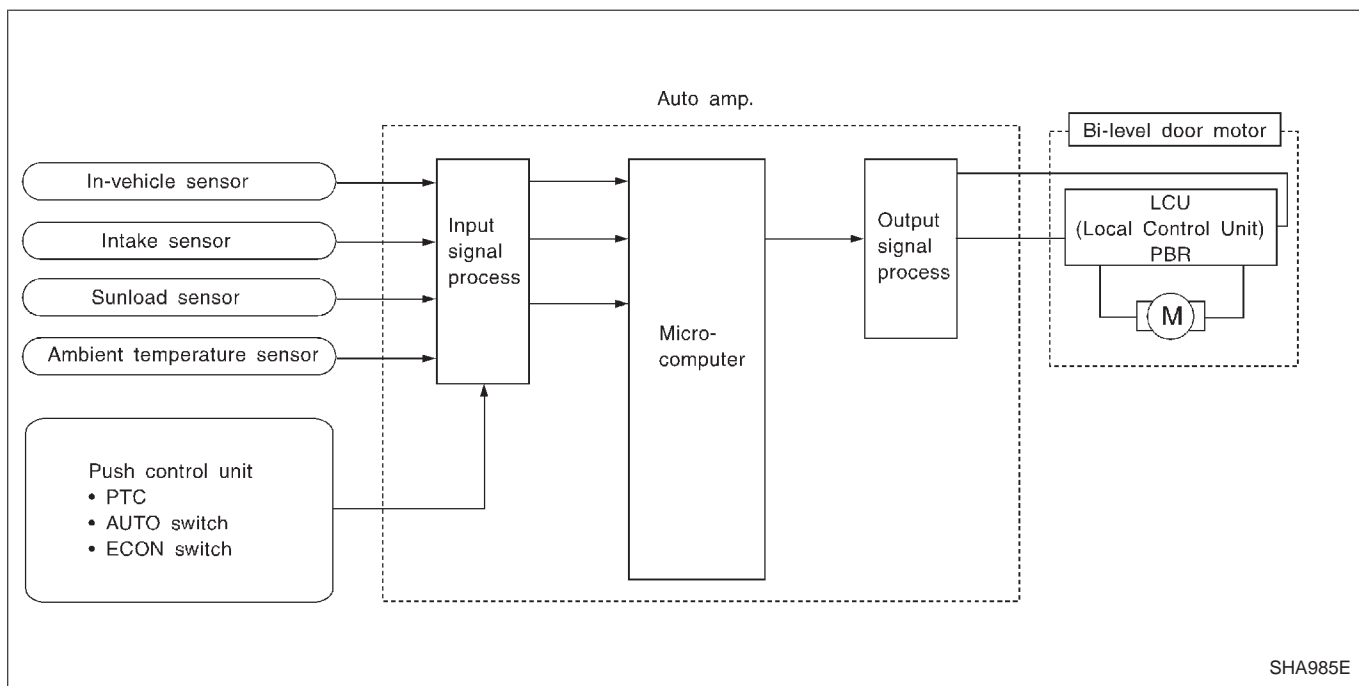 Auto amp.
Bi-level door motor
In-vehicle sensor
Intake sensor
Sunload sensor
Ambient temperature sensor
Input
signal
process
Micro-
computer
Output
signal
process
LCU
(Local Control Unit)
PBR
M
Push control unit
• PTC
• AUTO switch
• ECON switch
SHA985E